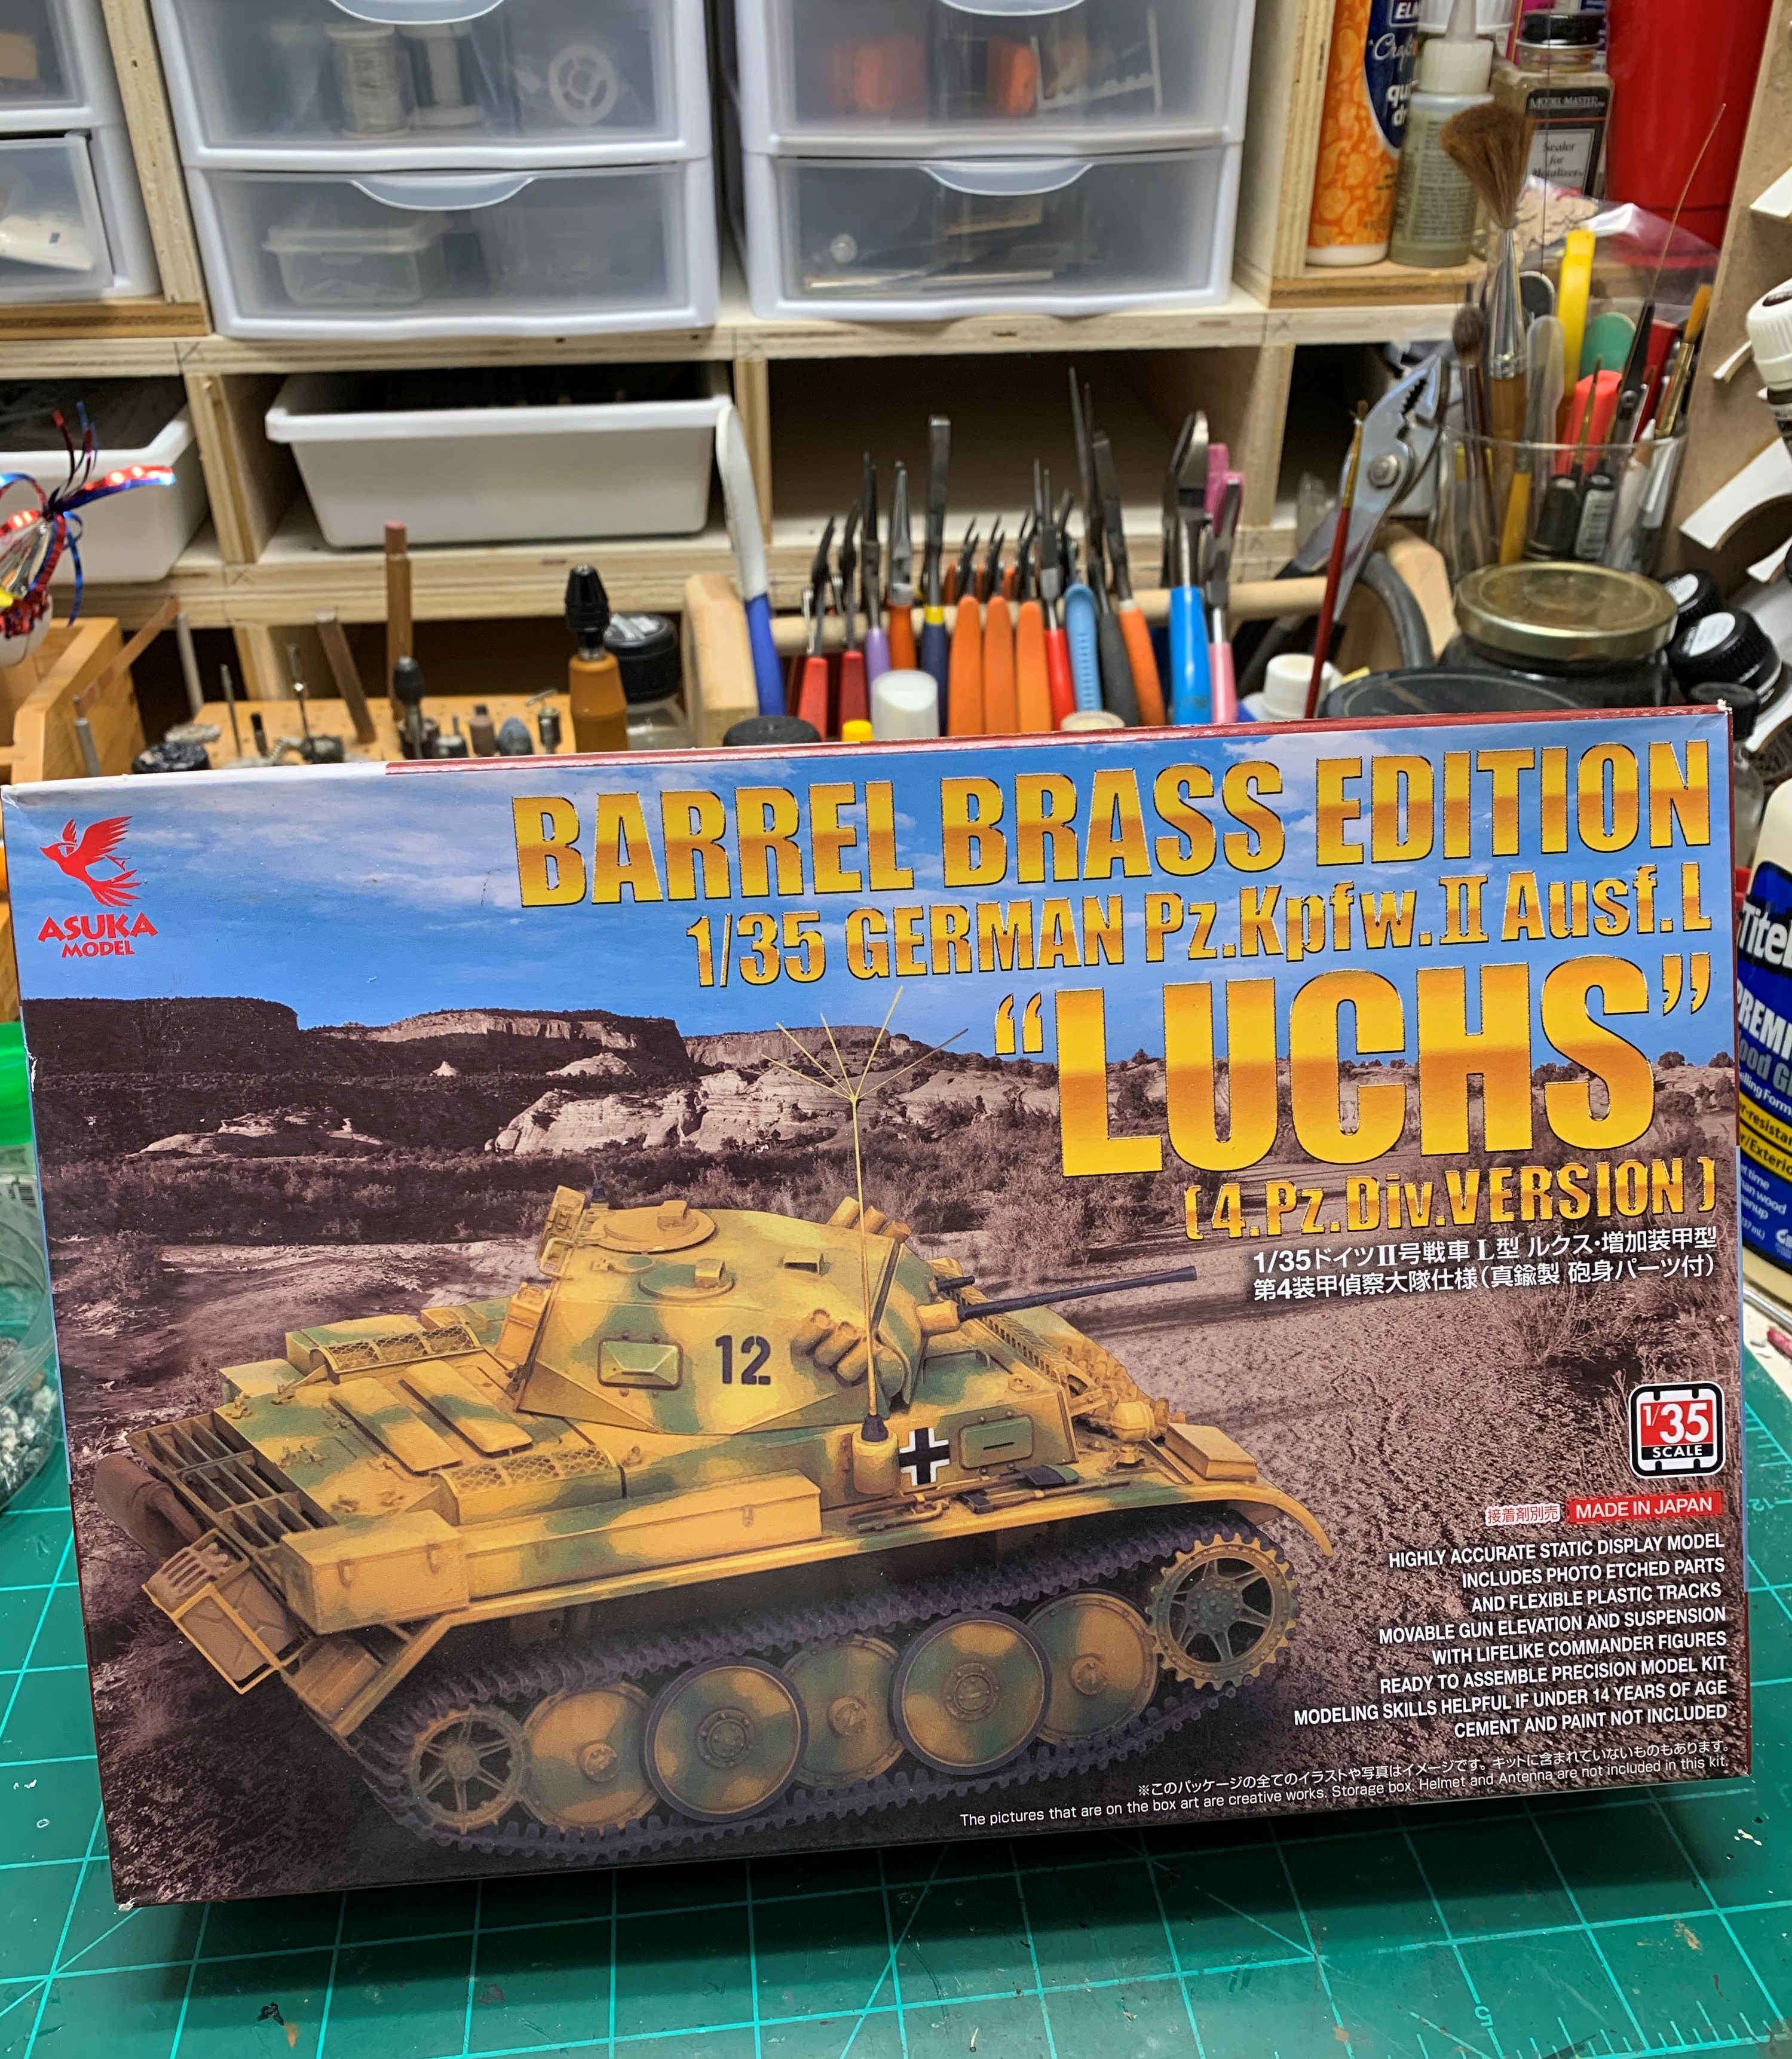 MODEL MASTER
Sealer
for
ASUKA
MODEL
BARREL BRASS EDITION
1/35 GERMAN Pz.Kpfw.II Ausf.L
“LUCHS”
(4.Pz.Div.VERSION)
1/35ドイツII号戦車 L型 ルクス・増加装甲型
第4装甲偵察大隊仕様(真鍮製 砲身パーツ付)
12
1/35
SCALE
接着剤別売 MADE IN JAPAN
HIGHLY ACCURATE STATIC DISPLAY MODEL
INCLUDES PHOTO ETCHED PARTS
AND FLEXIBLE PLASTIC TRACKS
MOVABLE GUN ELEVATION AND SUSPENSION
WITH LIFELIKE COMMANDER FIGURES
READY TO ASSEMBLE PRECISION MODEL KIT
MODELING SKILLS HELPFUL IF UNDER 14 YEARS OF AGE
CEMENT AND PAINT NOT INCLUDED
※このパッケージの全てのイラストや写真はイメージです。キットに含まれていないものもあります。
The pictures that are on the box art are creative works. Storage box, Helmet and Antenna are not included in this kit.
5